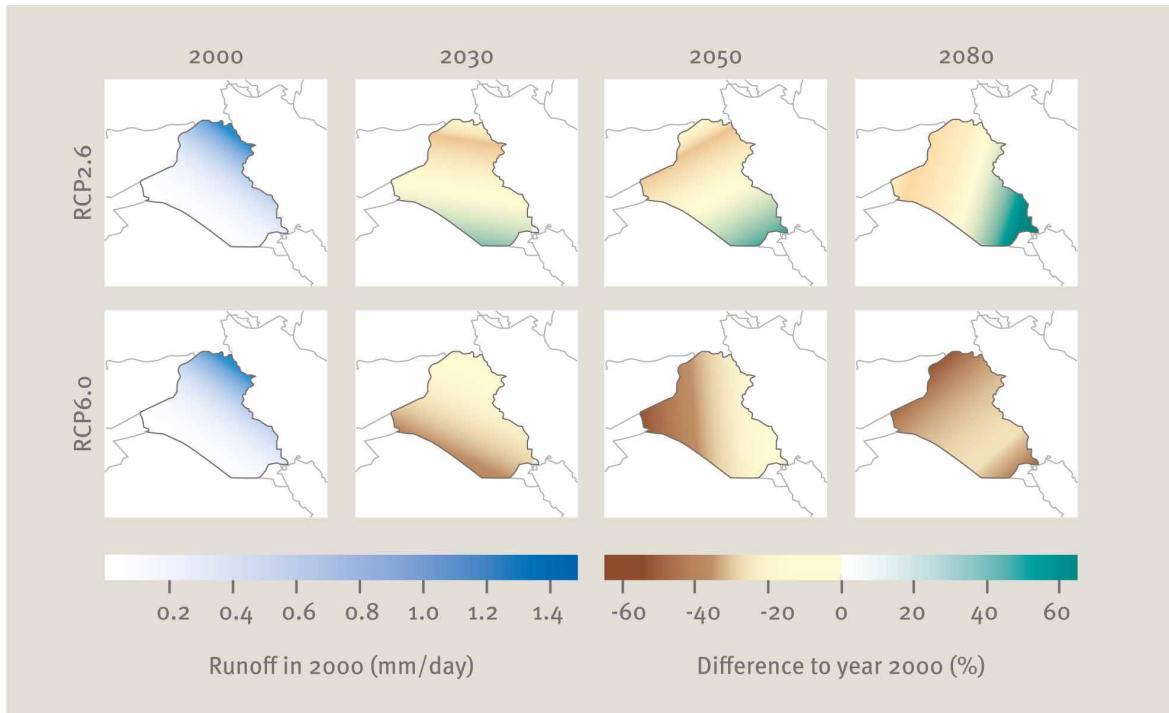 2000 2030 2050 2080
RCP2.6
RCP6.0
0.2 0.4 0.6 0.8 1.0 1.2 1.4
-60 -40 -20 0 20 40 60
Runoff in 2000 (mm/day)
Difference to year 2000 (%)